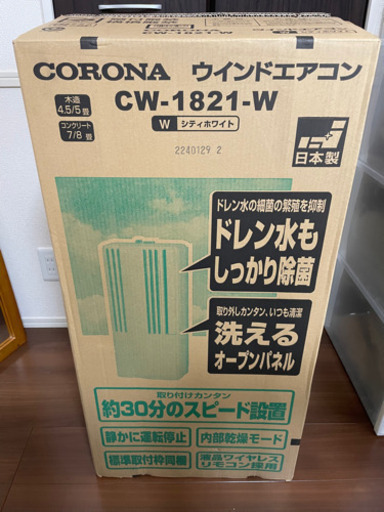 CORONA ウインドエアコン
木造
4.5/5畳
コンクリート
7/8畳
CW-1821-W
W シティホワイト
2240129 2
日本製
ドレン水の細菌の繁殖を抑制
ドレン水も
しっかり除菌
取り外しカンタン、いつも清潔
洗える
オープンパネル
取り付けカンタン
約30分のスピード設置
静かに運転停止
内部乾燥モード
標準取付枠同梱
液晶ワイヤレス
リモコン採用